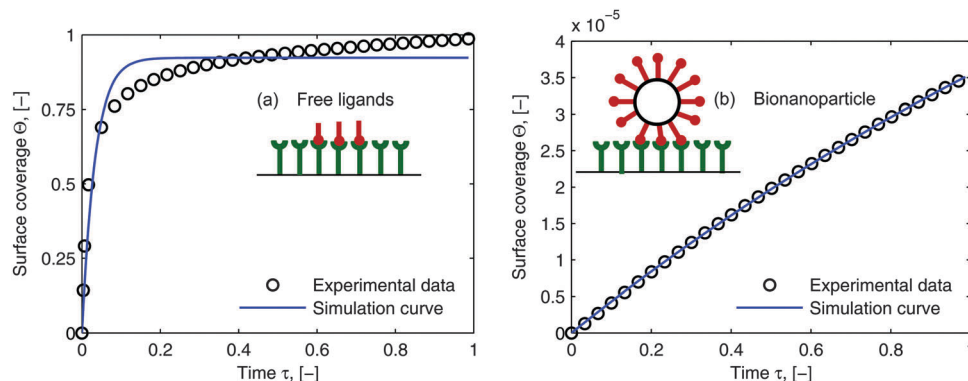 1
0.75
0.5
0.25
0
Surface coverage Θ, [–]
(a) Free ligands
Experimental data
Simulation curve
0 0.2 0.4 0.6 0.8 1
Time τ, [–]
x 10⁻⁵
4
3.5
3
2.5
2
1.5
1
0.5
0
Surface coverage Θ, [–]
(b) Bionanoparticle
Experimental data
Simulation curve
0 0.2 0.4 0.6 0.8 1
Time τ, [–]